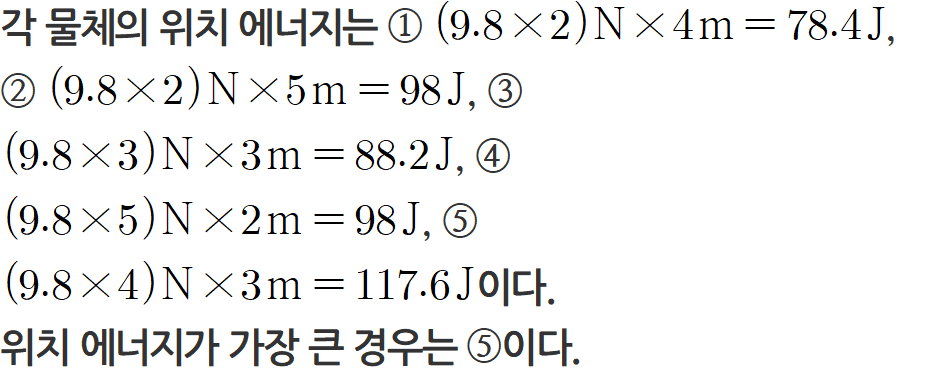 각 물체의 위치 에너지는 ① (9.8×2)N×4m=78.4J,
② (9.8×2)N×5m=98J, ③
(9.8×3)N×3m=88.2J, ④
(9.8×5)N×2m=98J, ⑤
(9.8×4)N×3m=117.6J이다.
위치 에너지가 가장 큰 경우는 ⑤이다.